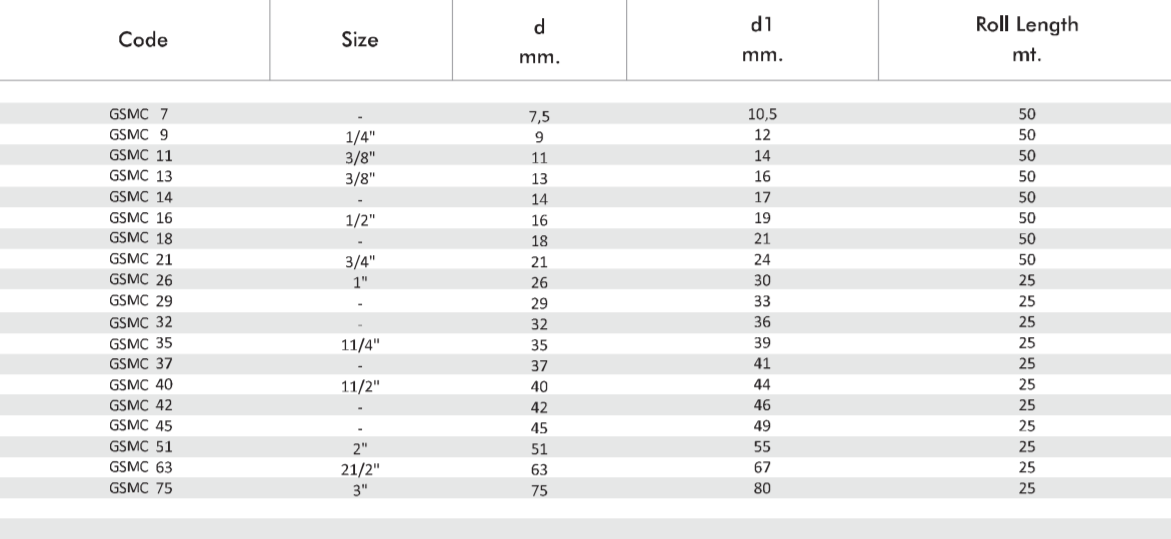 Code Size d mm. d1 mm. Roll Length mt.
GSMC 7 - 7,5 10,5 50
GSMC 9 1/4" 9 12 50
GSMC 11 3/8" 11 14 50
GSMC 13 3/8" 13 16 50
GSMC 14 - 14 17 50
GSMC 16 1/2" 16 19 50
GSMC 18 - 18 21 50
GSMC 21 3/4" 21 24 50
GSMC 26 1" 26 30 25
GSMC 29 - 29 33 25
GSMC 32 - 32 36 25
GSMC 35 11/4" 35 39 25
GSMC 37 - 37 41 25
GSMC 40 11/2" 40 44 25
GSMC 42 - 42 46 25
GSMC 45 - 45 49 25
GSMC 51 2" 51 55 25
GSMC 63 21/2" 63 67 25
GSMC 75 3" 75 80 25